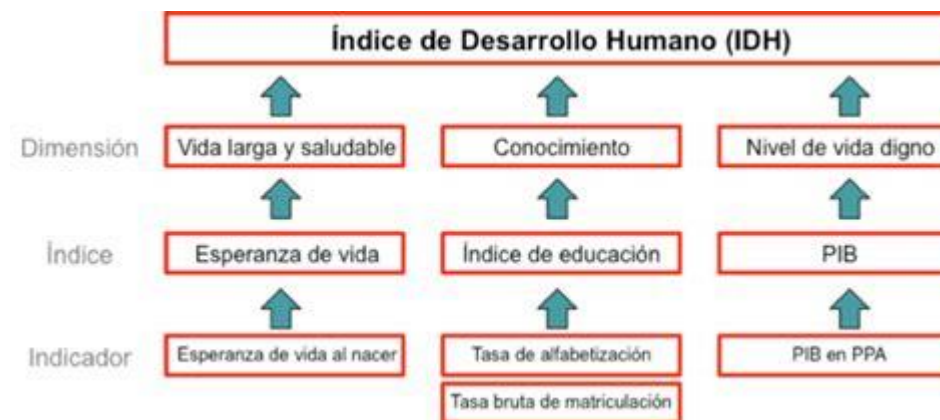 Índice de Desarrollo Humano (IDH)
Dimensión
Vida larga y saludable
Conocimiento
Nivel de vida digno
Índice
Esperanza de vida
Índice de educación
PIB
Indicador
Esperanza de vida al nacer
Tasa de alfabetización
PIB en PPA
Tasa bruta de matriculación